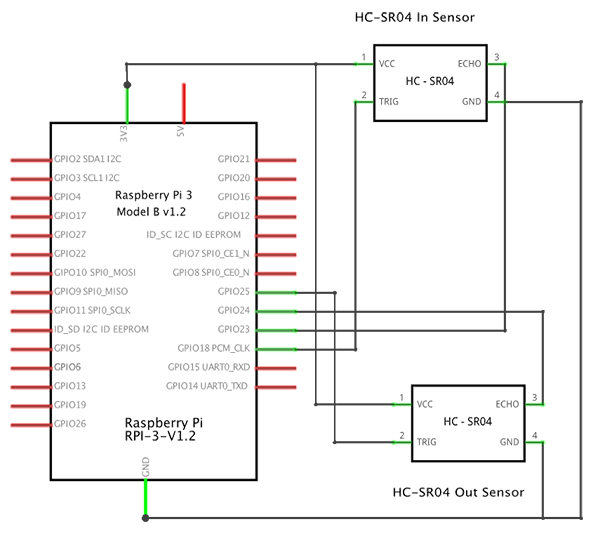 HC-SR04 In Sensor
1 VCC ECHO 3
HC - SR04
2 TRIG GND 4
3V3 5V
GPIO2 SDA1 I2C GPIO21
GPIO3 SCL1 I2C GPIO20
GPIO4 Raspberry Pi 3 GPIO16
GPIO17 Model B v1.2 GPIO12
GPIO27 ID_SC I2C ID EEPROM
GPIO22 GPIO7 SPI0_CE1_N
GPIO10 SPI0_MOSI GPIO8 SPI0_CE0_N
GPIO9 SPI0_MISO GPIO25
GPIO11 SPI0_SCLK GPIO24
ID_SD I2C ID EEPROM GPIO23
GPIO5 GPIO18 PCM_CLK
GPIO6 GPIO15 UART0_RXD
GPIO13 GPIO14 UART0_TXD
GPIO19
GPIO26
Raspberry Pi
RPI-3-V1.2
GND
1 VCC ECHO 3
HC - SR04
2 TRIG GND 4
HC-SR04 Out Sensor